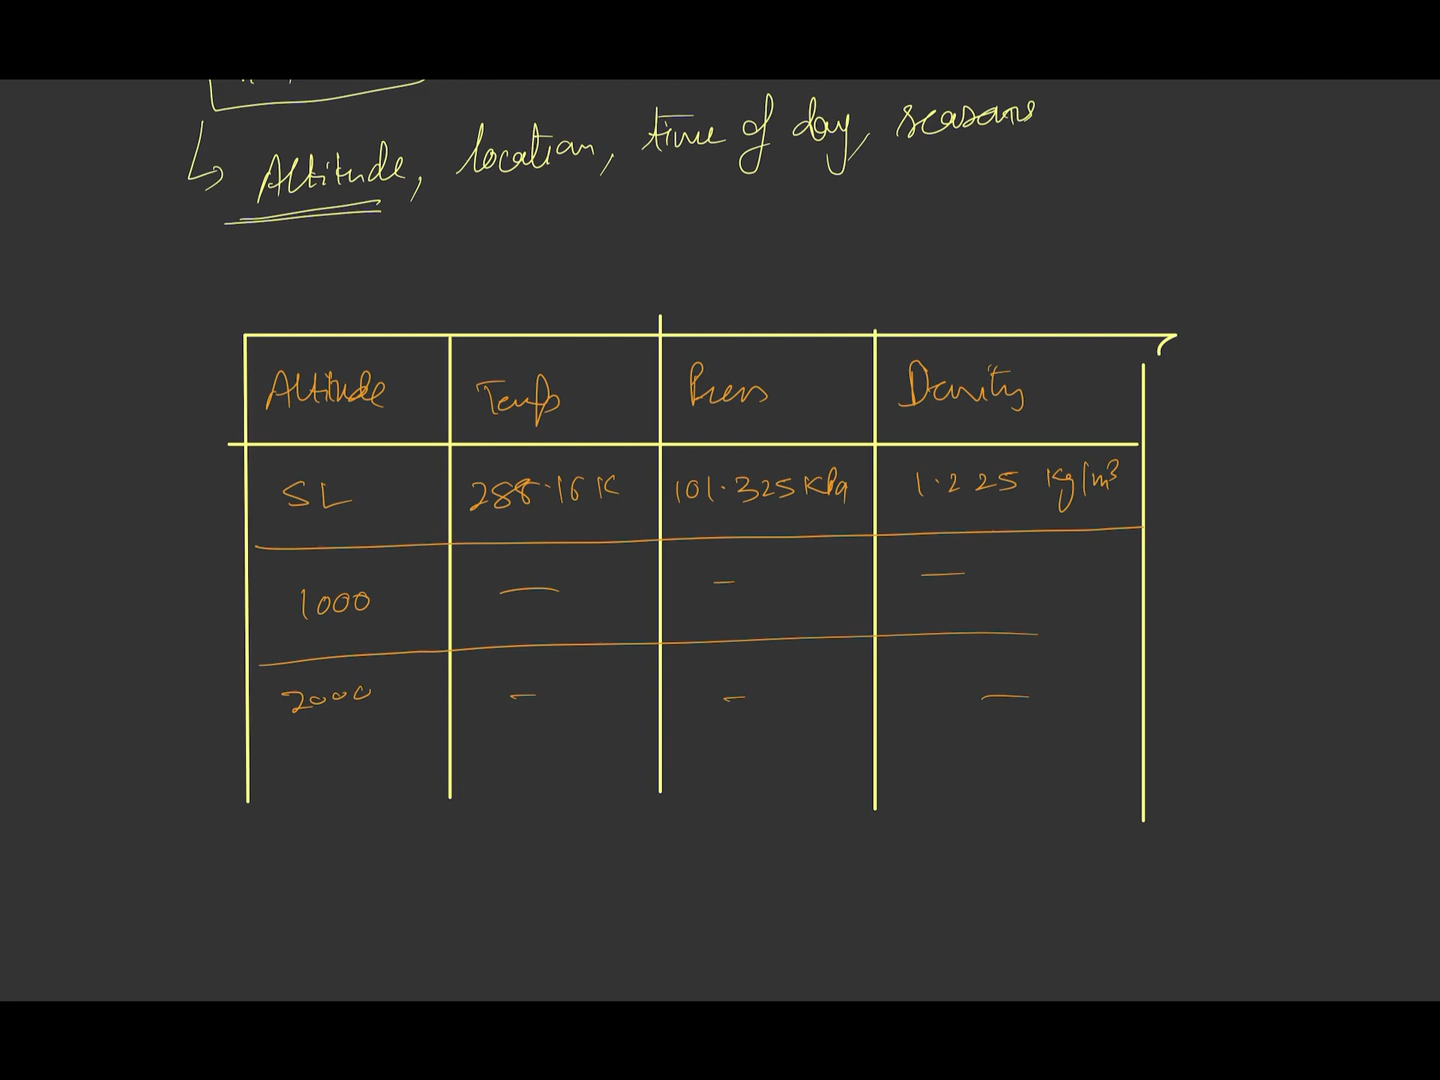 Altitude, location, time of day, seasons
Altitude Temp Press Density
SL 288.16 K 101.325 KPa 1.225 Kg/m³
1000 — — —
2000 — — —